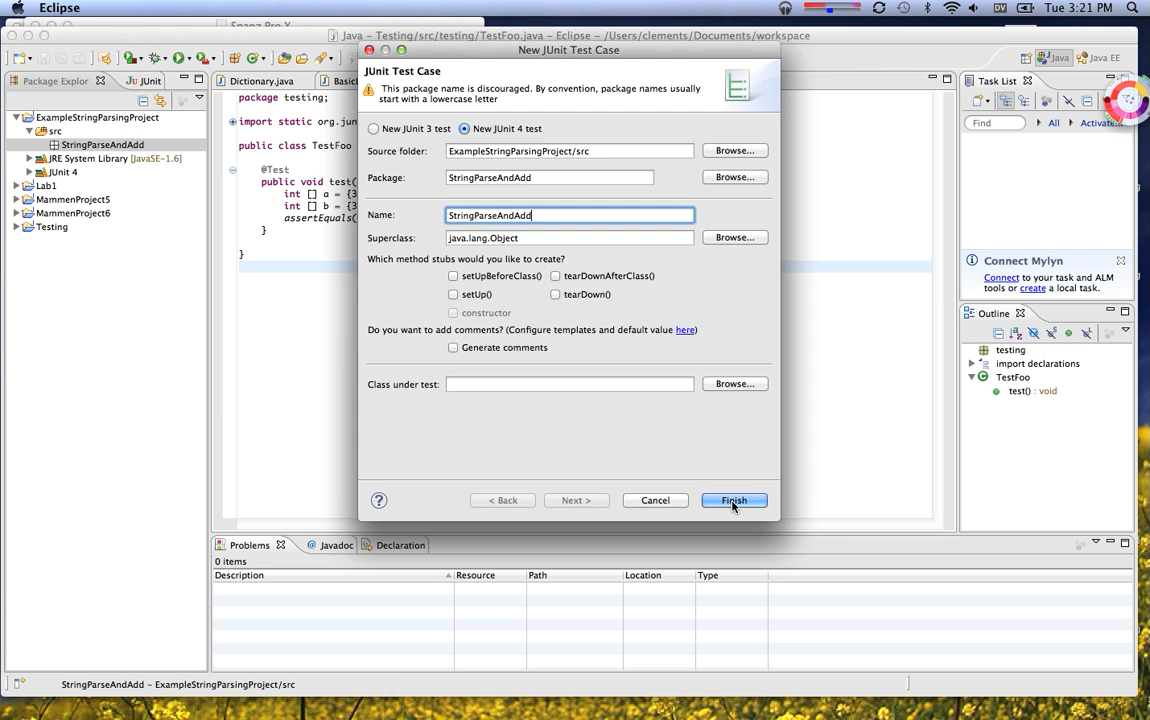 Eclipse
DV
Tue 3:21 PM
Java – Testing/src/testing/TestFoo.java – Eclipse – /Users/clements/Documents/workspace
New JUnit Test Case
Java
Java EE
Package Explor
JUnit
Dictionary.java
Task List
JUnit Test Case
This package name is discouraged. By convention, package names usually
start with a lowercase letter
package testing;
import static org.jun
public class TestFoo
@Test
public void test(
int [] a = {3
int [] b = {3
assertEquals(
}
}
ExampleStringParsingProject
src
StringParseAndAdd
JRE System Library [JavaSE-1.6]
JUnit 4
Lab1
MammenProject5
MammenProject6
Testing
New JUnit 3 test
New JUnit 4 test
Source folder: ExampleStringParsingProject/src Browse...
Package: StringParseAndAdd Browse...
Name: StringParseAndAdd
Superclass: java.lang.Object Browse...
Which method stubs would you like to create?
setUpBeforeClass() tearDownAfterClass()
setUp() tearDown()
constructor
Do you want to add comments? (Configure templates and default value here)
Generate comments
Class under test: Browse...
? < Back Next > Cancel Finish
Find
All
Activate...
Connect Mylyn
Connect to your task and ALM
tools or create a local task.
Outline
testing
import declarations
TestFoo
test() : void
Problems
@ Javadoc
Declaration
0 items
Description Resource Path Location Type
StringParseAndAdd – ExampleStringParsingProject/src